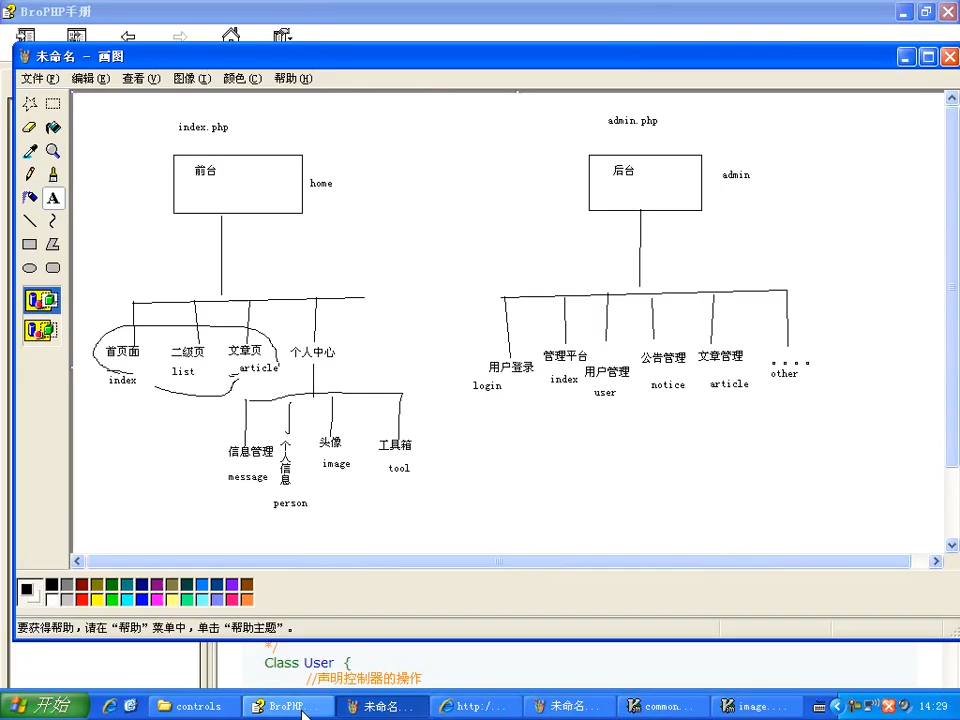 BroPHP手册
未命名 - 画图
文件(F) 编辑(E) 查看(V) 图像(I) 颜色(C) 帮助(H)
index.php
admin.php
前台
home
后台
admin
首页面
二级页
文章页
个人中心
index
list
article
信息管理
个人信息
头像
工具箱
message
person
image
tool
用户登录
管理平台
用户管理
公告管理
文章管理
。。。。
login
index
user
notice
article
other
要获得帮助,请在“帮助”菜单中,单击“帮助主题”。
*/
Class User {
//声明控制器的操作
开始
controls
BroPHP...
未命名...
http:/...
未命名...
common...
image....
14:29